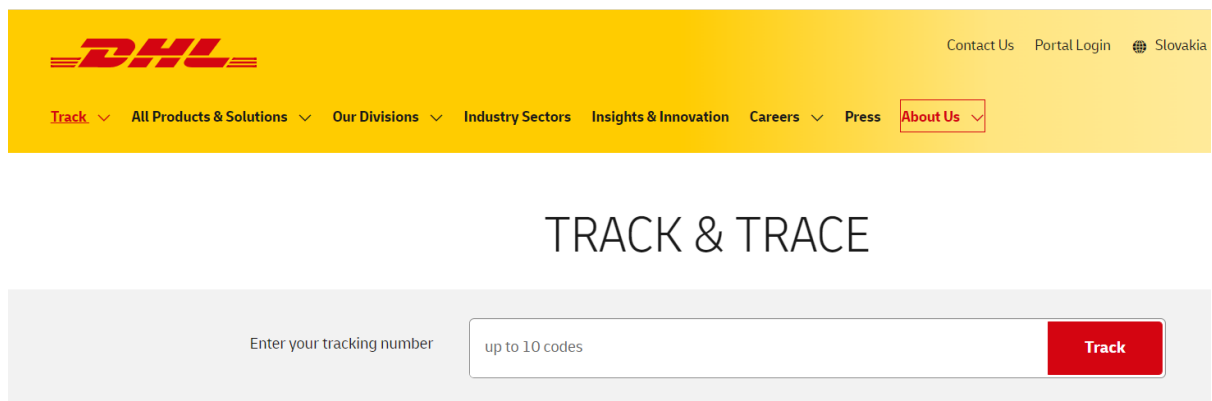 DHL
Contact Us Portal Login Slovakia
Track All Products & Solutions Our Divisions Industry Sectors Insights & Innovation Careers Press About Us
TRACK & TRACE
Enter your tracking number up to 10 codes Track